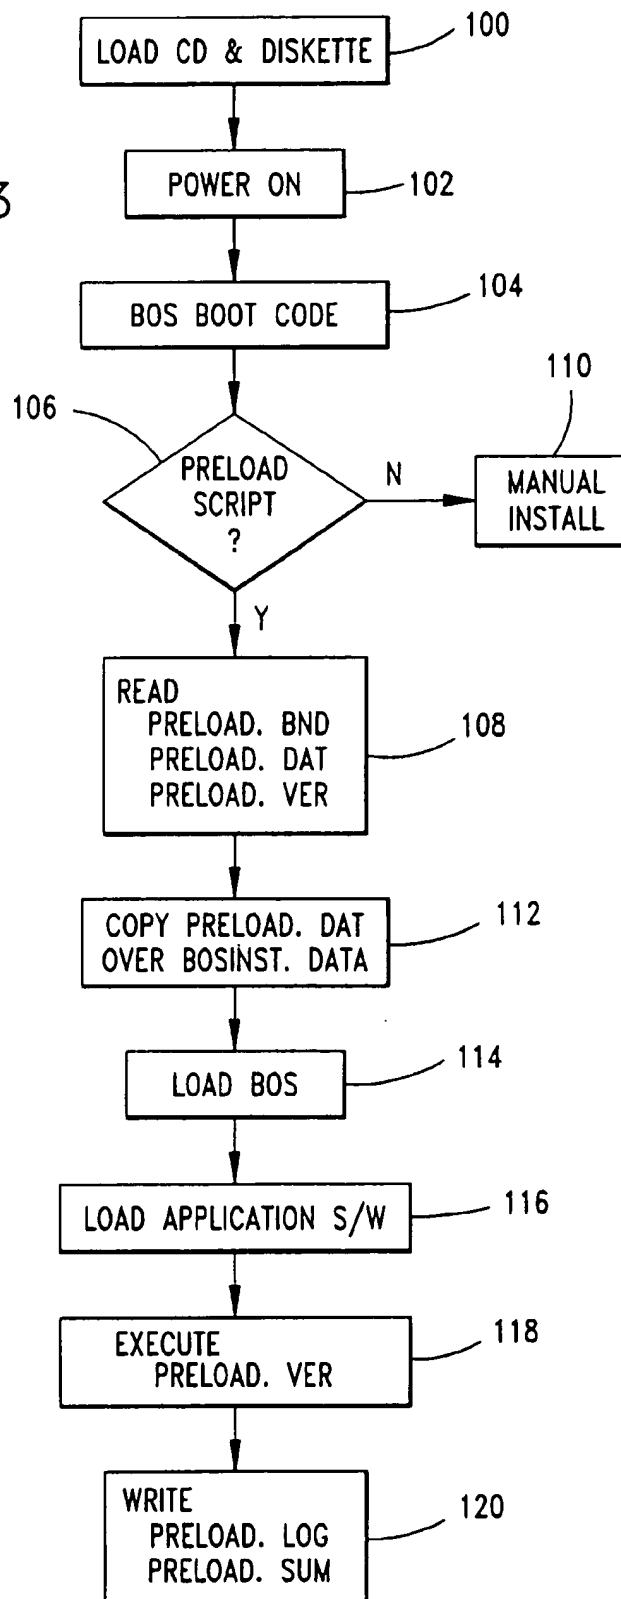 LOAD CD & DISKETTE
100
3
POWER ON
102
BOS BOOT CODE
104
106
PRELOAD
SCRIPT
?
N
110
MANUAL
INSTALL
Y
READ
PRELOAD. BND
PRELOAD. DAT
PRELOAD. VER
108
COPY PRELOAD. DAT
OVER BOSINST. DATA
112
LOAD BOS
114
LOAD APPLICATION S/W
116
EXECUTE
PRELOAD. VER
118
WRITE
PRELOAD. LOG
PRELOAD. SUM
120